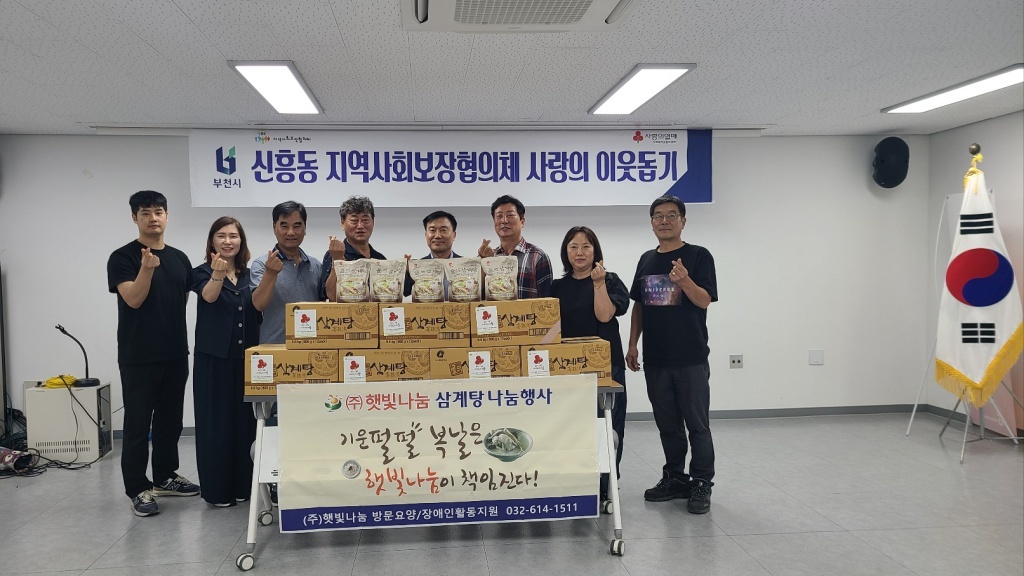 사랑의열매
부천시
신흥동 지역사회보장협의체 사랑의 이웃돕기
삼계탕
삼계탕
삼계탕
삼계탕
삼계탕
삼계탕
삼계탕
(주)햇빛나눔 삼계탕 나눔행사
기운펄펄 복날은
햇빛나눔이 책임진다!
(주)햇빛나눔 방문요양/장애인활동지원 032-614-1511